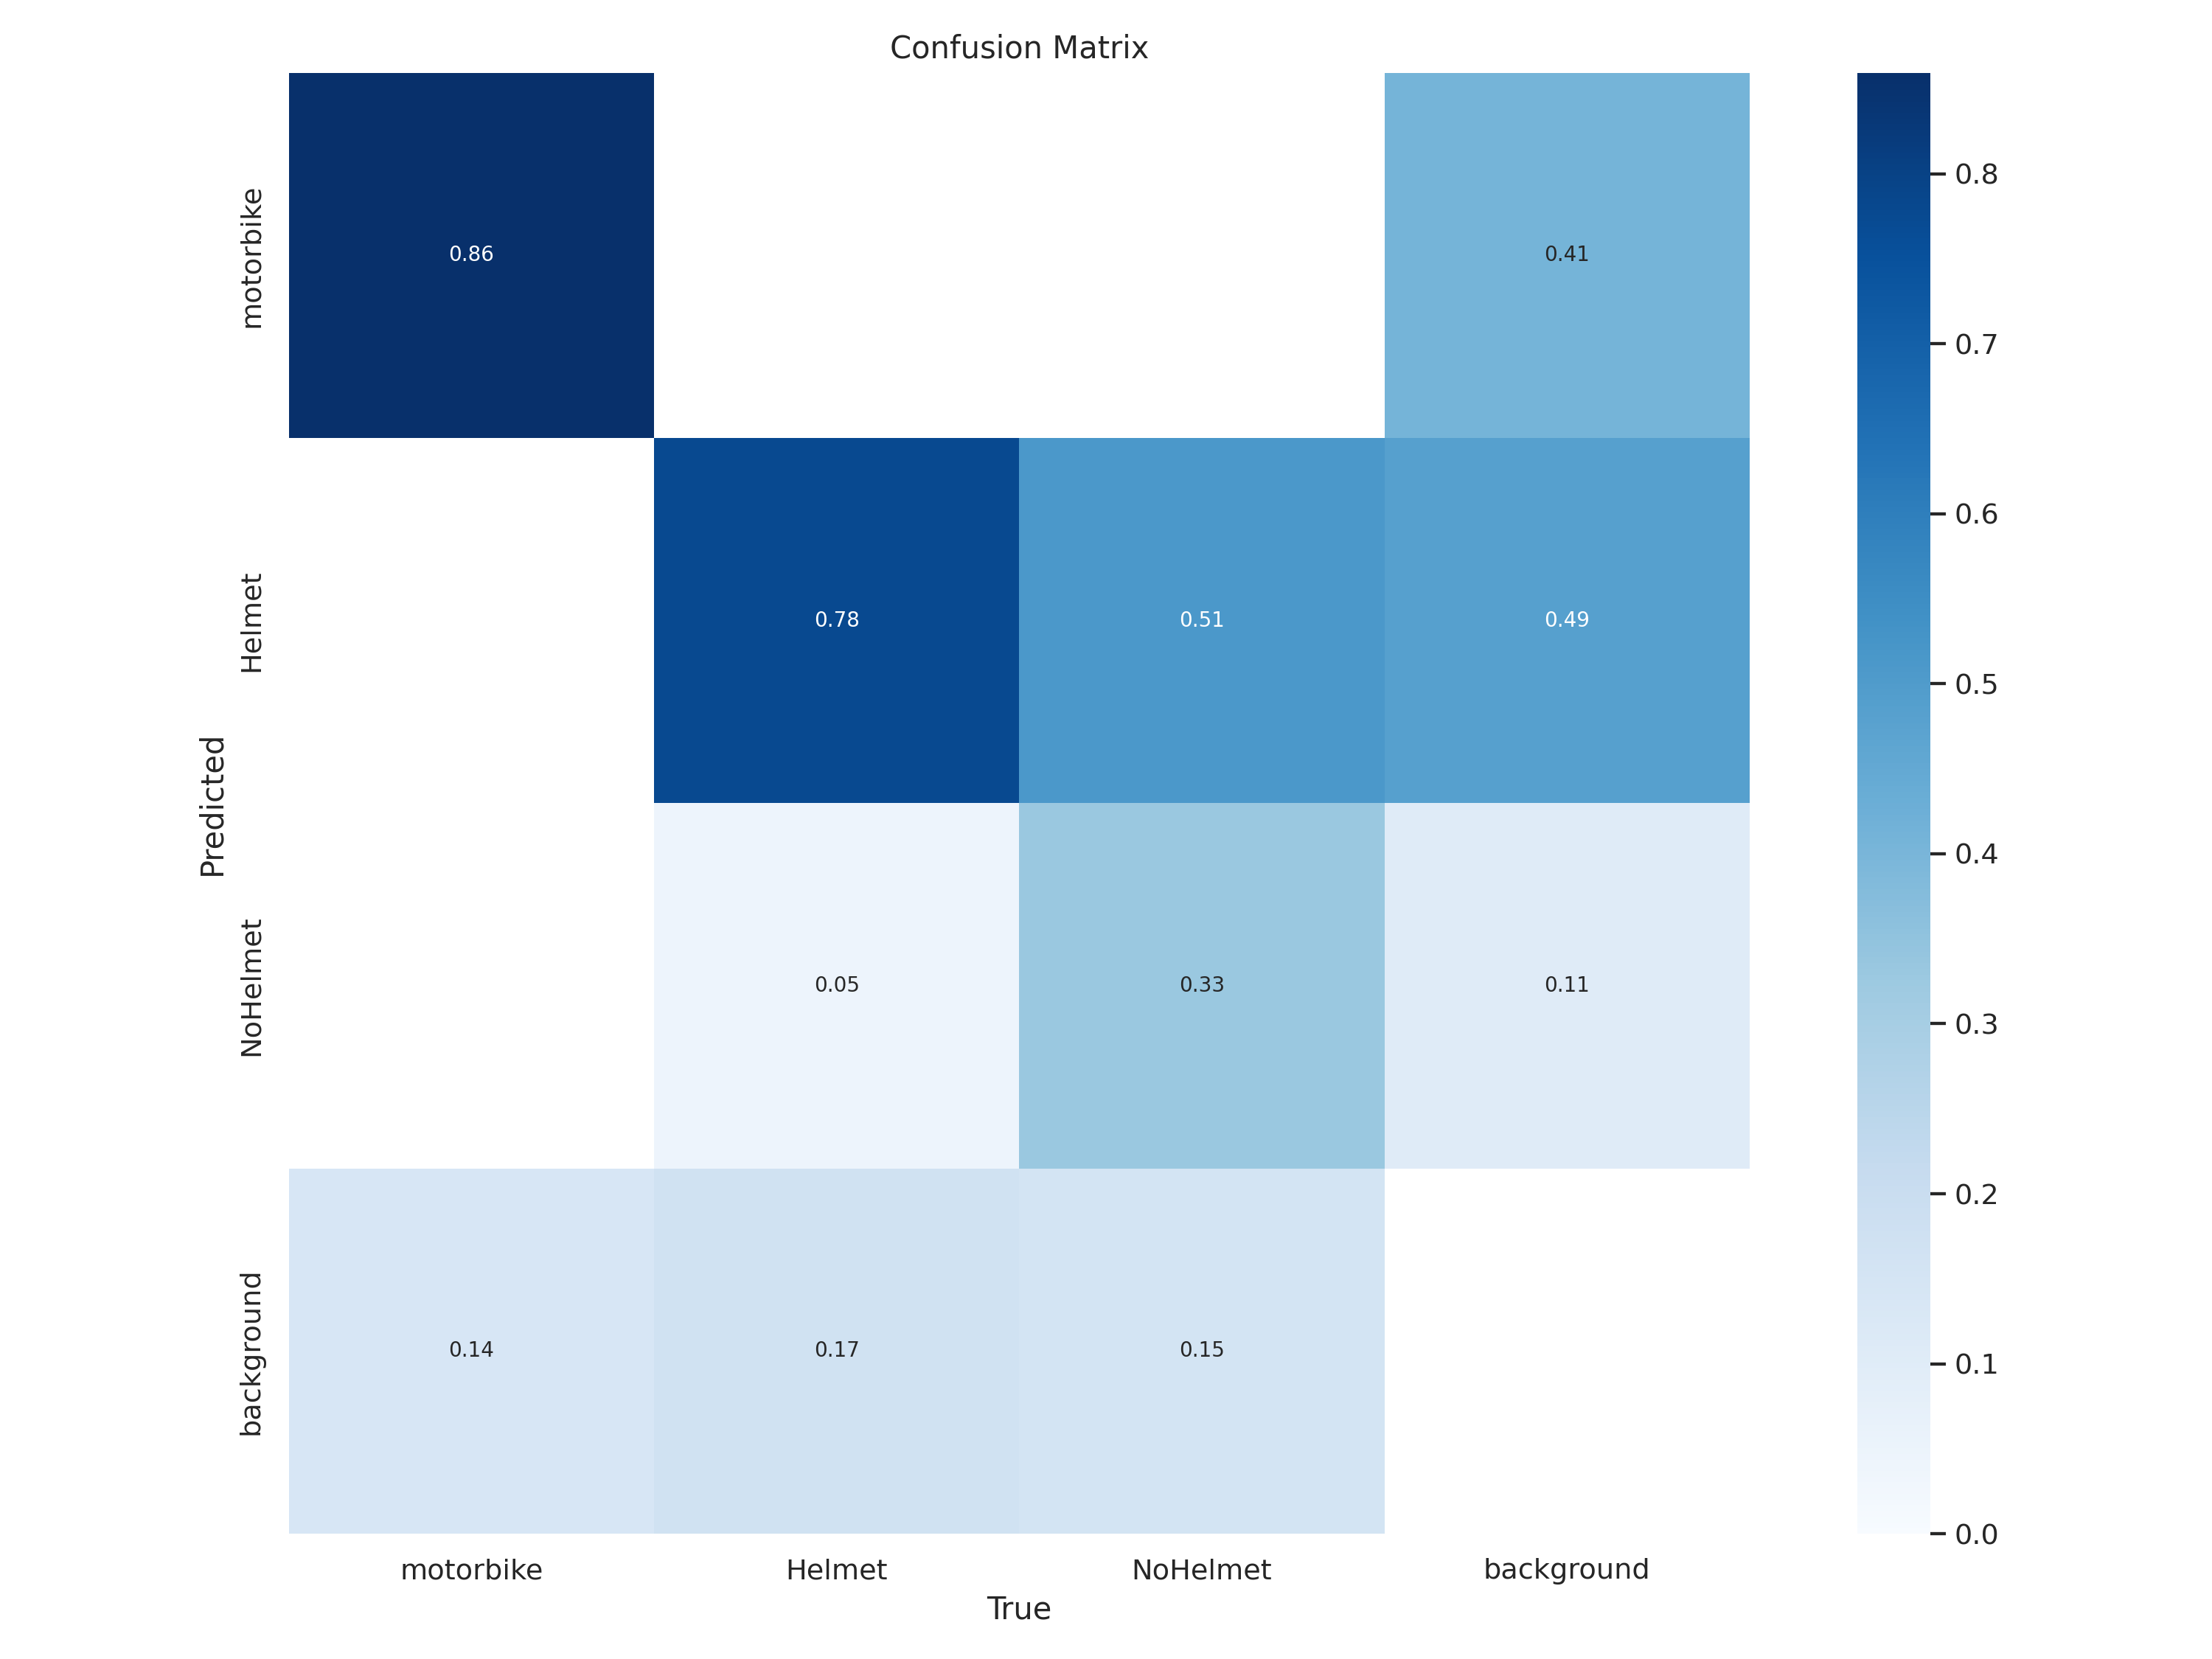 Confusion Matrix
motorbike
0.86
0.41
0.8
0.7
0.6
Helmet
0.78
0.51
0.49
0.5
Predicted
0.4
NoHelmet
0.05
0.33
0.11
0.3
0.2
background
0.14
0.17
0.15
0.1
0.0
motorbike
Helmet
NoHelmet
background
True